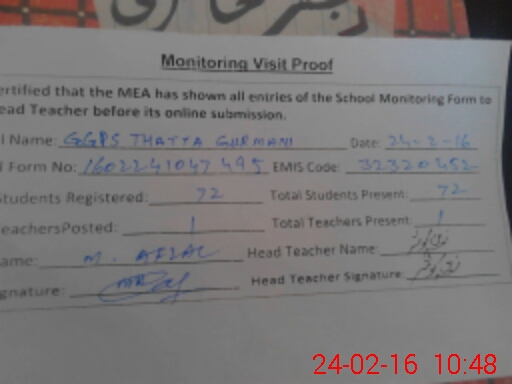 Monitoring Visit Proof
ertified that the MEA has shown all entries of the School Monitoring Form to
ead Teacher before its online submission.
l Name: GGPS THATTA GURMANI Date: 24-2-16
Form No: 1602241047495 EMIS Code: 32320452
Students Registered: 72 Total Students Present: 72
TeachersPosted: 1 Total Teachers Present: 1
ame: M. AFZAL Head Teacher Name:
gnature: Head Teacher Signature:
24-02-16 10:48